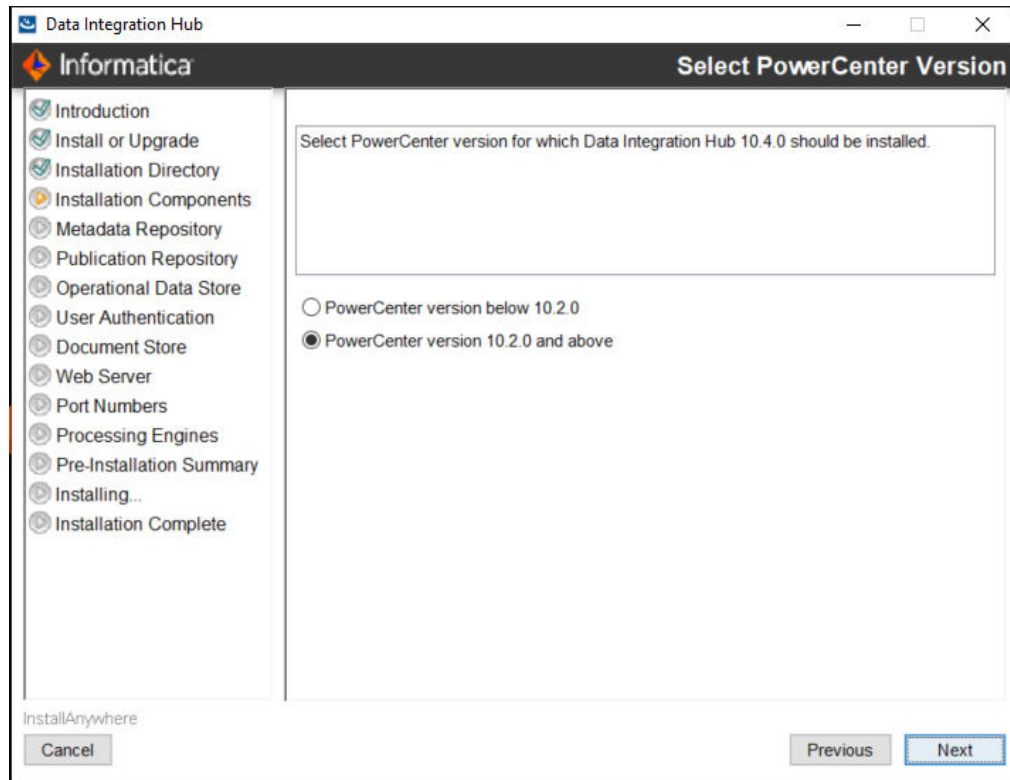 Data Integration Hub
Informatica
Select PowerCenter Version
Introduction
Install or Upgrade
Installation Directory
Installation Components
Metadata Repository
Publication Repository
Operational Data Store
User Authentication
Document Store
Web Server
Port Numbers
Processing Engines
Pre-Installation Summary
Installing...
Installation Complete
Select PowerCenter version for which Data Integration Hub 10.4.0 should be installed.
PowerCenter version below 10.2.0
PowerCenter version 10.2.0 and above
InstallAnywhere
Cancel
Previous
Next